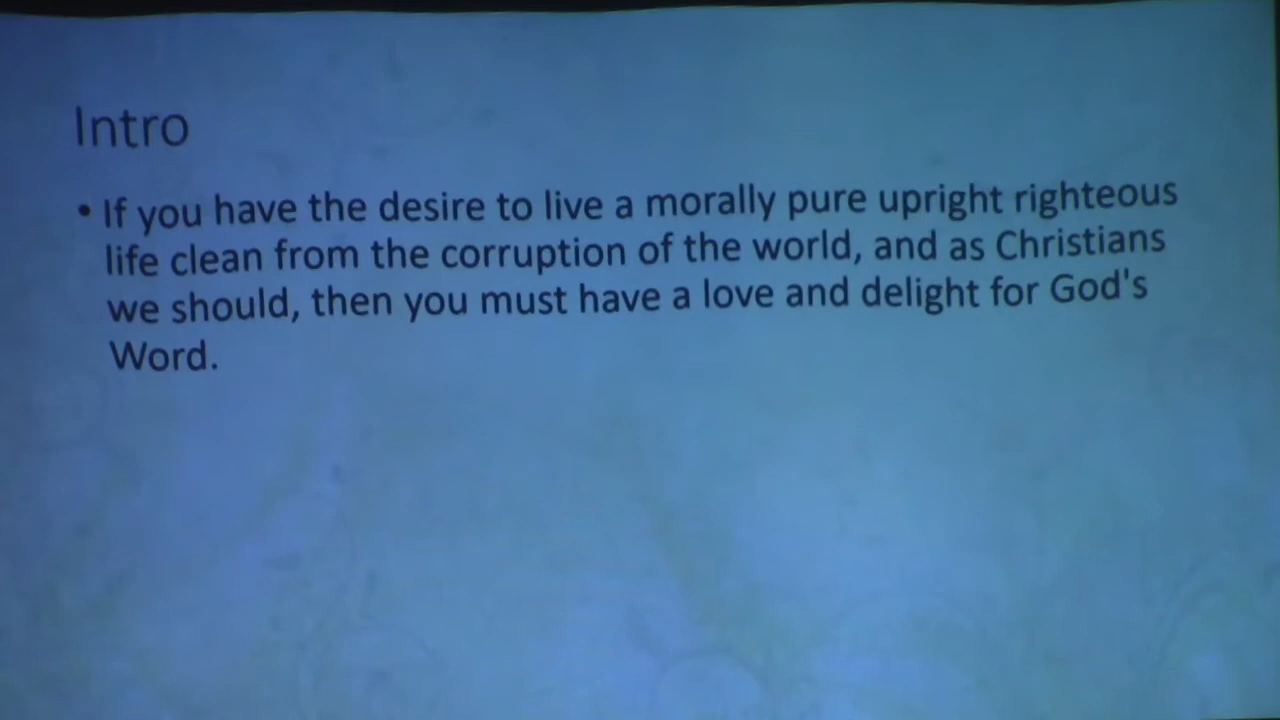 Intro
• If you have the desire to live a morally pure upright righteous
life clean from the corruption of the world, and as Christians
we should, then you must have a love and delight for God's
Word.